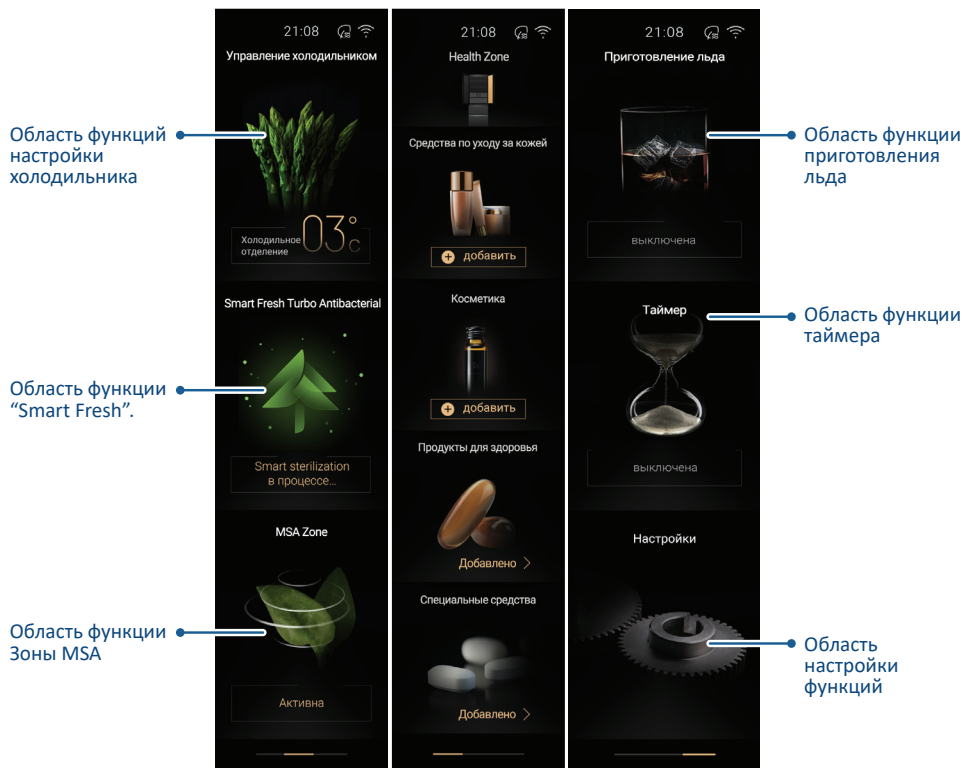 Область функций
настройки
холодильника
Область функции
“Smart Fresh”.
Область функции
Зоны MSA
21:08
Управление холодильником
Холодильное
отделение
03°C
Smart Fresh Turbo Antibacterial
Smart sterilization
в процессе...
MSA Zone
Активна
21:08
Health Zone
Средства по уходу за кожей
добавить
Косметика
добавить
Продукты для здоровья
Добавлено >
Специальные средства
Добавлено >
21:08
Приготовление льда
выключена
Таймер
выключена
Настройки
Область функции
приготовления
льда
Область функции
таймера
Область
настройки
функций